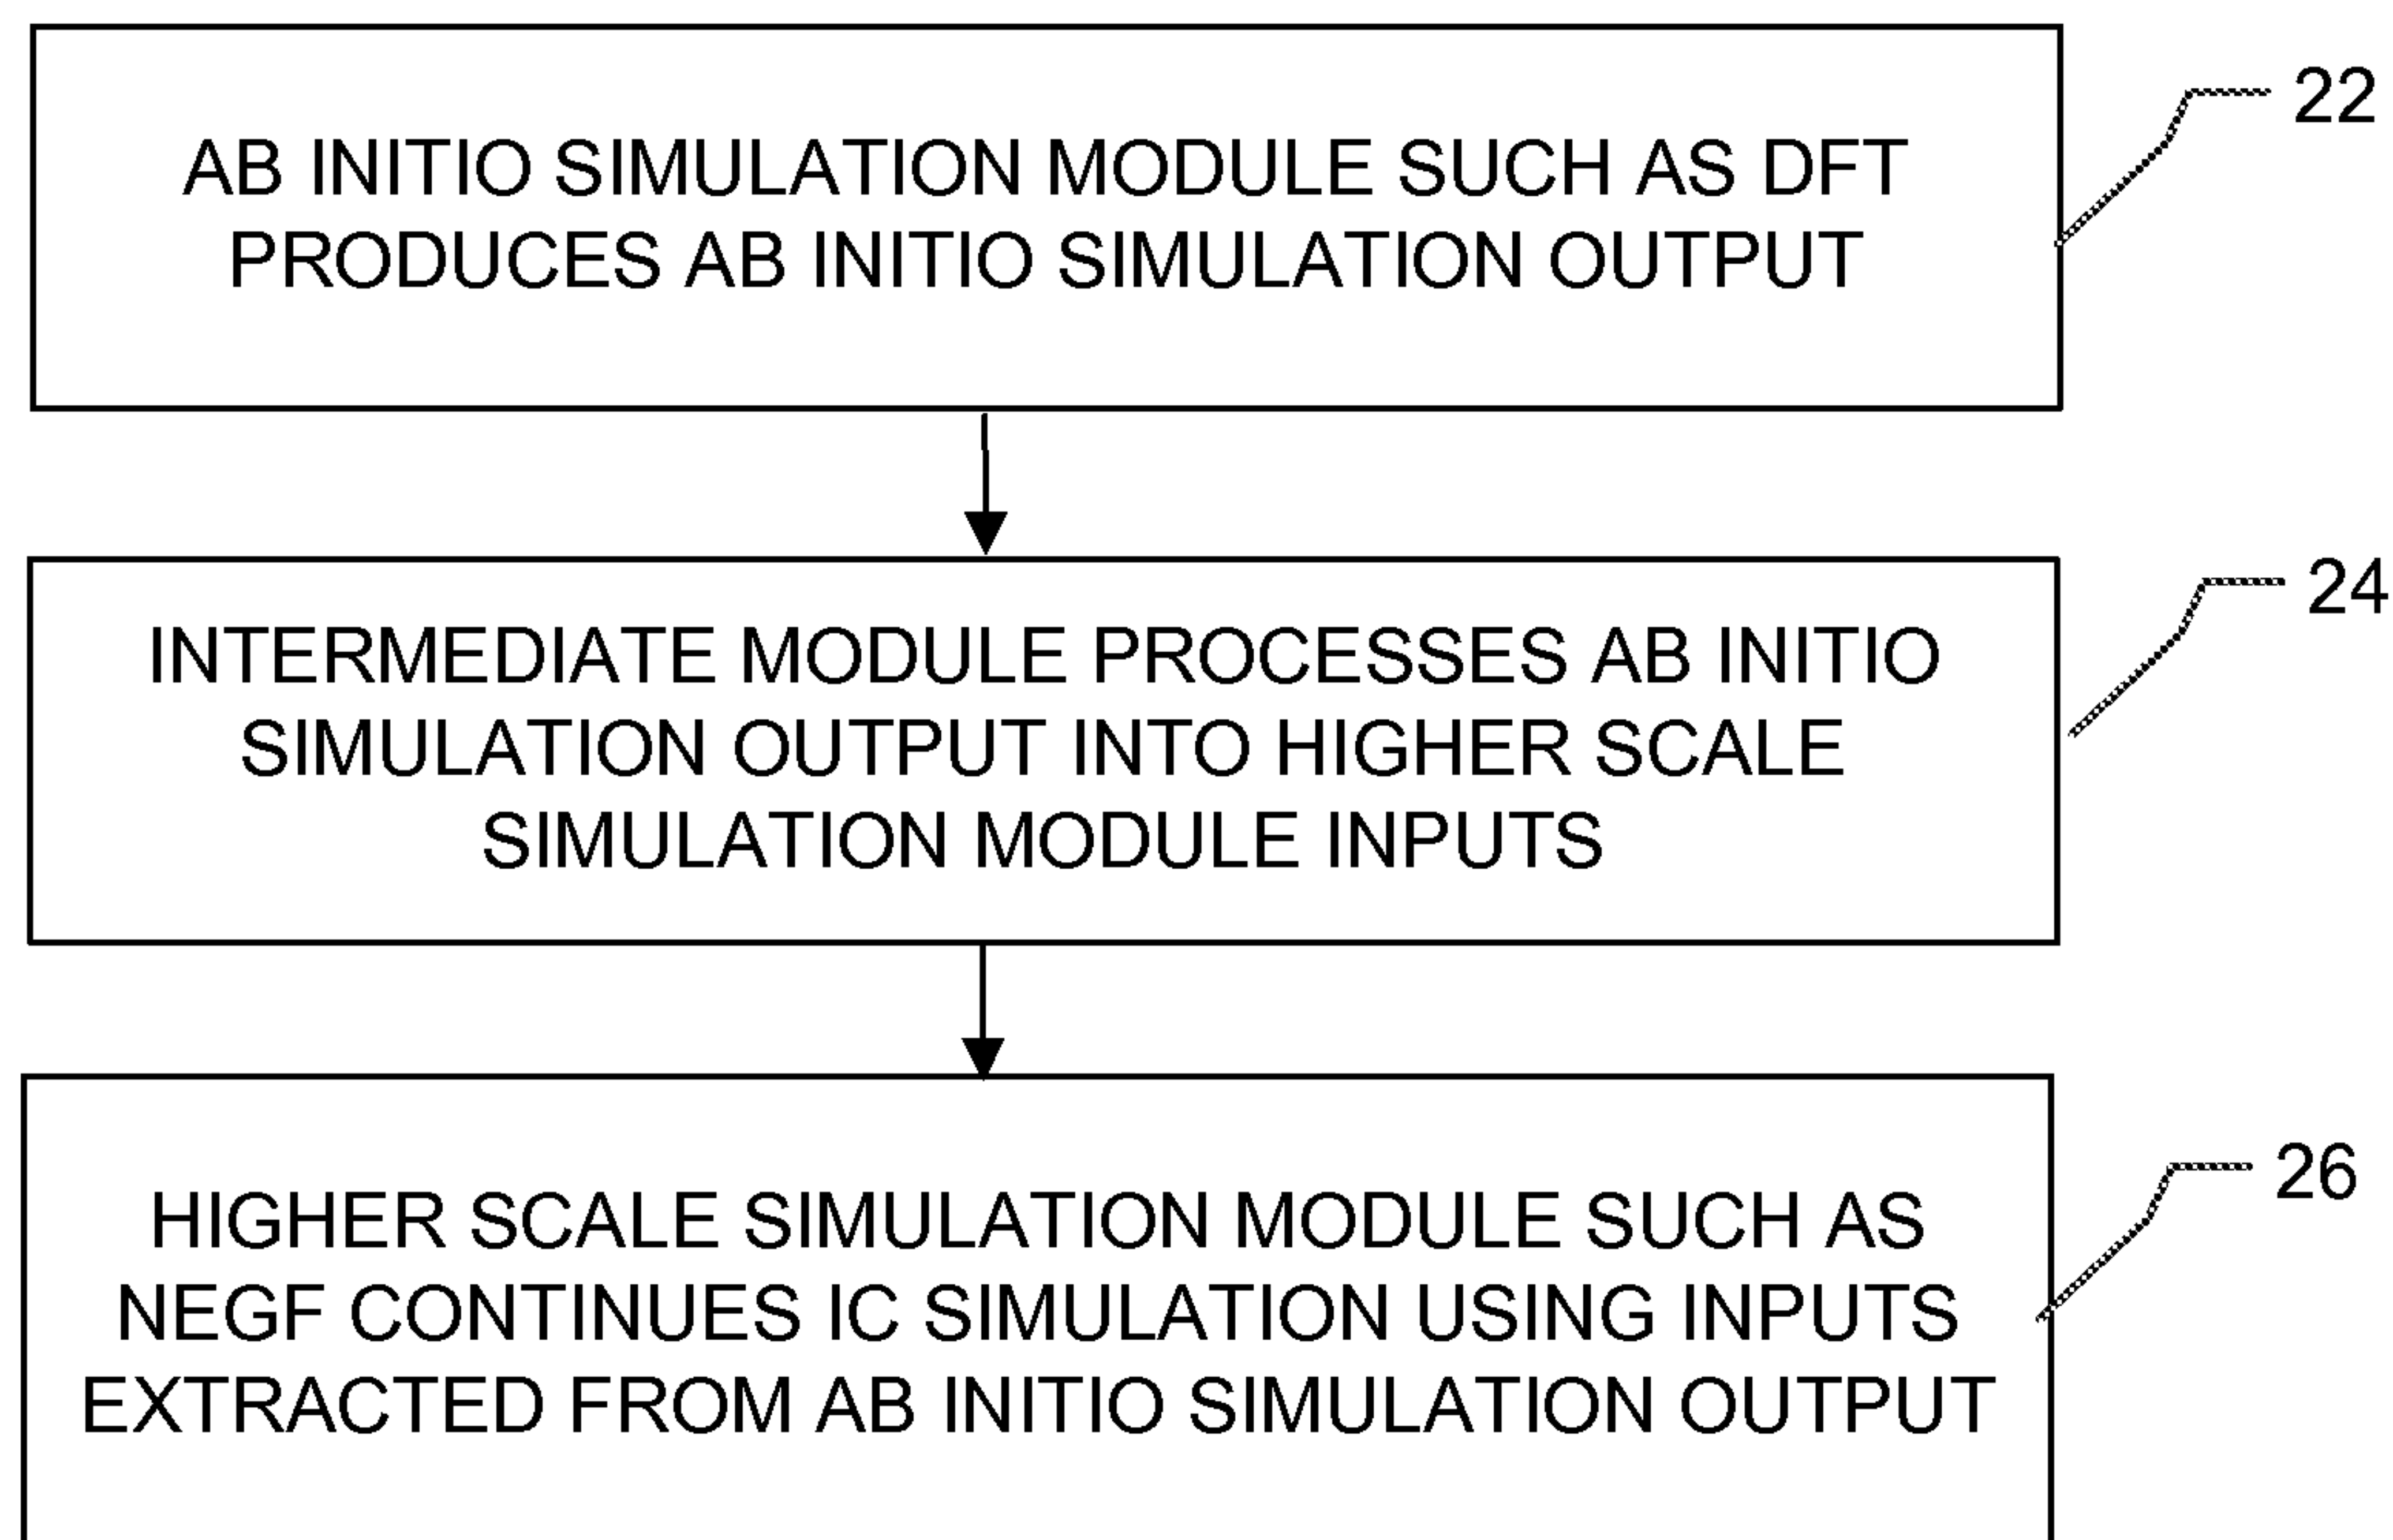 AB INITIO SIMULATION MODULE SUCH AS DFT
PRODUCES AB INITIO SIMULATION OUTPUT
22
INTERMEDIATE MODULE PROCESSES AB INITIO
SIMULATION OUTPUT INTO HIGHER SCALE
SIMULATION MODULE INPUTS
24
HIGHER SCALE SIMULATION MODULE SUCH AS
NEGF CONTINUES IC SIMULATION USING INPUTS
EXTRACTED FROM AB INITIO SIMULATION OUTPUT
26